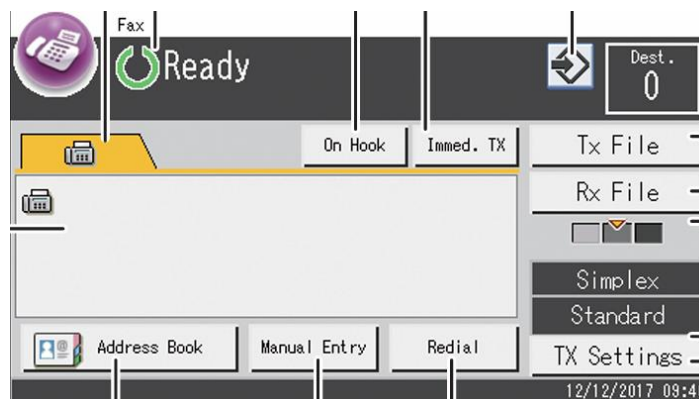 Fax
Ready
Dest.
0
On Hook
Immed. TX
Tx File
Rx File
Simplex
Standard
Address Book
Manual Entry
Redial
TX Settings
12/12/2017 09:4